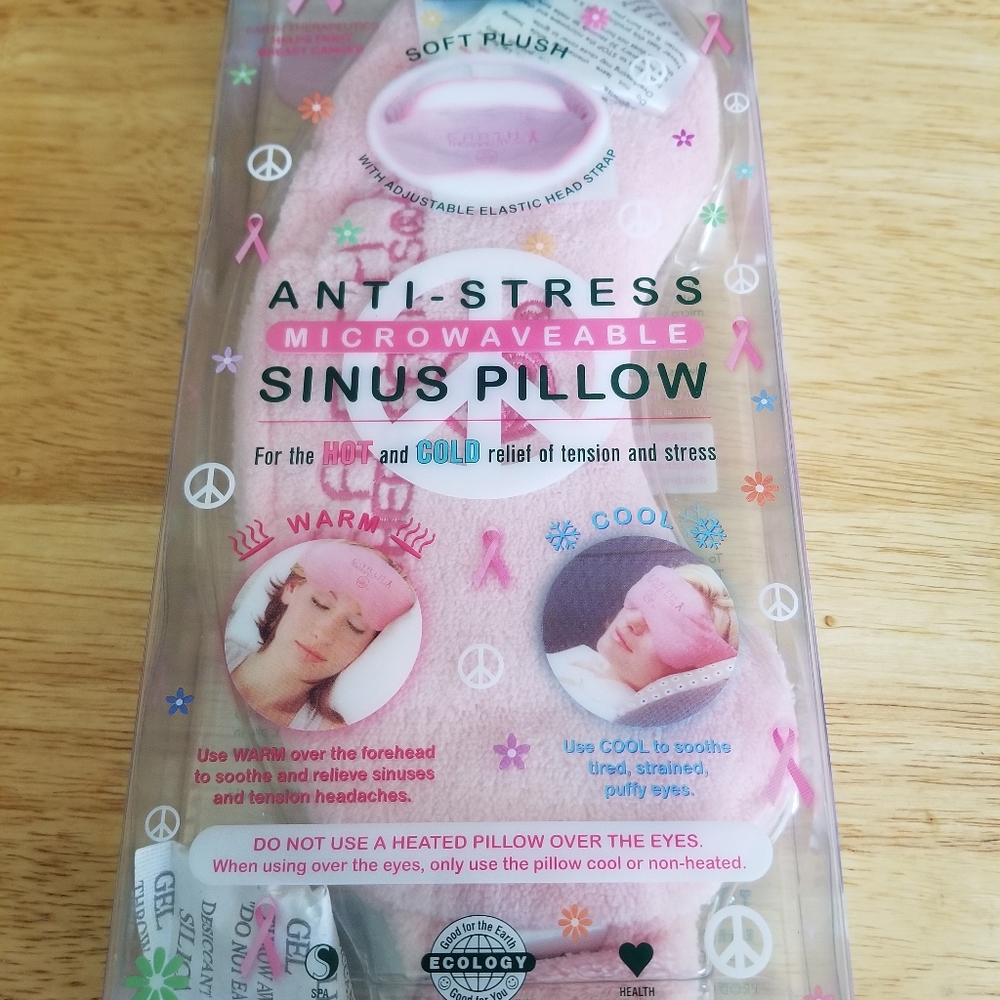 SOFT PLUSH
EARTH
WITH ADJUSTABLE ELASTIC HEAD STRAP
ANTI-STRESS
MICROWAVEABLE
SINUS PILLOW
For the HOT and COLD relief of tension and stress
WARM
COOL
Use WARM over the forehead
to soothe and relieve sinuses
and tension headaches.
Use COOL to soothe
tired, strained,
puffy eyes.
DO NOT USE A HEATED PILLOW OVER THE EYES.
When using over the eyes, only use the pillow cool or non-heated.
GEL
THROW
DESICCANT
SILICA
GEL
"DO NOT EA
SPA
Good for the Earth
ECOLOGY
Good for You
HEALTH